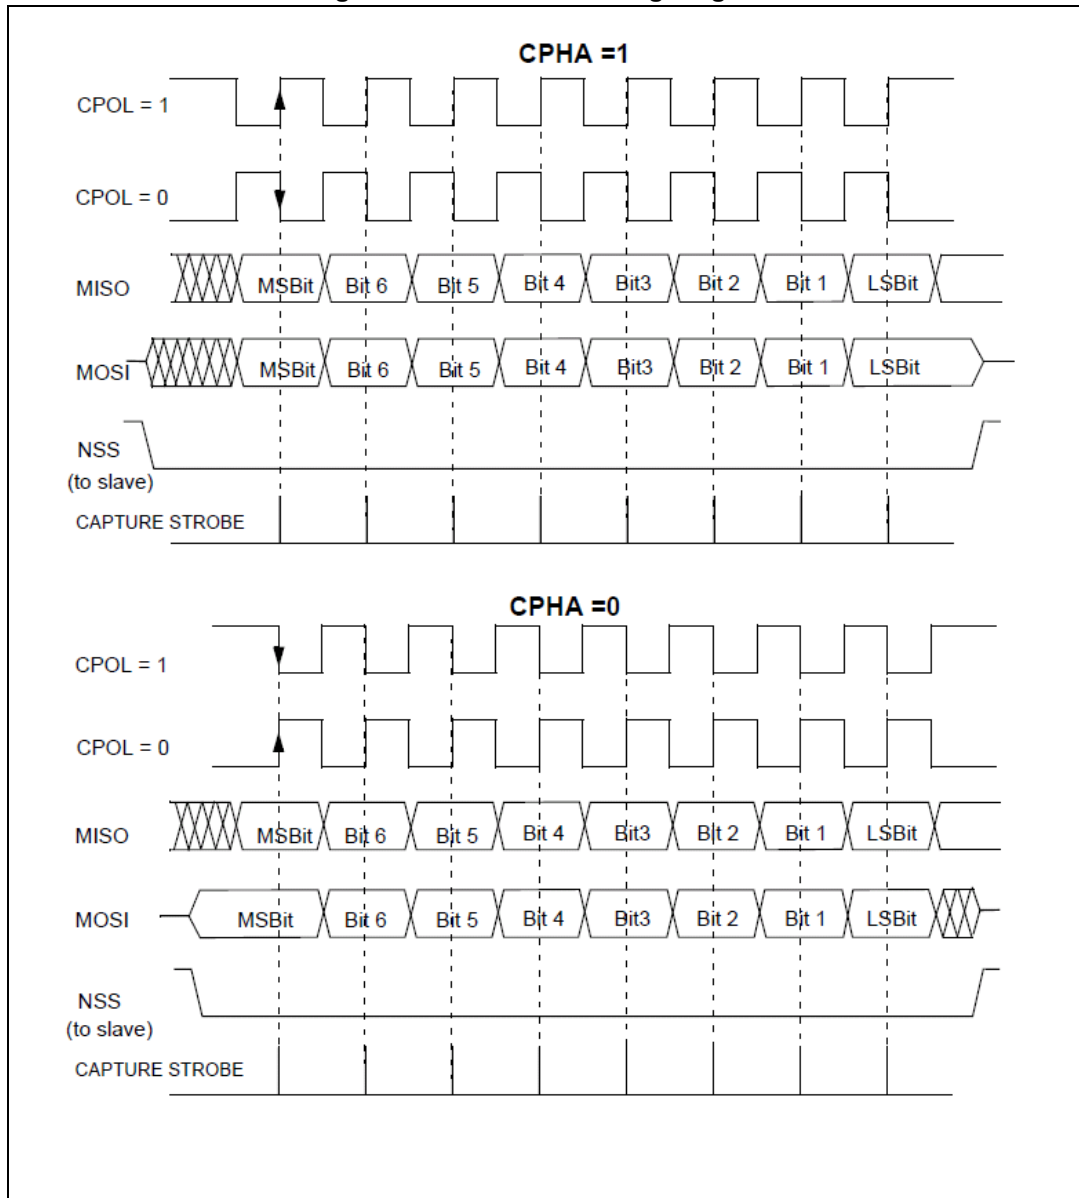 CPHA =1
CPOL = 1
CPOL = 0
MISO MSBit Bit 6 Bit 5 Bit 4 Bit3 Bit 2 Bit 1 LSBit
MOSI MSBit Bit 6 Bit 5 Bit 4 Bit3 Bit 2 Bit 1 LSBit
NSS
(to slave)
CAPTURE STROBE
CPHA =0
CPOL = 1
CPOL = 0
MISO MSBit Bit 6 Bit 5 Bit 4 Bit3 Bit 2 Bit 1 LSBit
MOSI MSBit Bit 6 Bit 5 Bit 4 Bit3 Bit 2 Bit 1 LSBit
NSS
(to slave)
CAPTURE STROBE